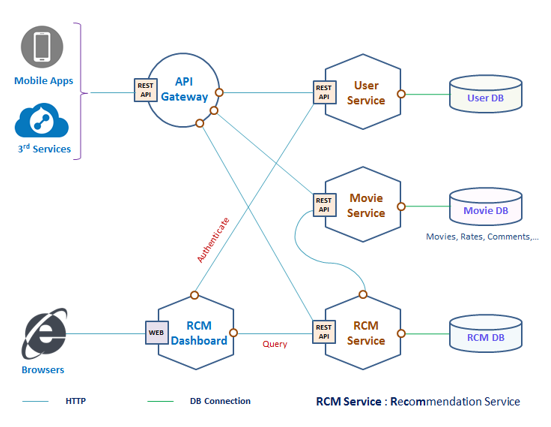 Mobile Apps
3rd Services
REST
API
API
Gateway
REST
API
User
Service
User DB
REST
API
Movie
Service
Movie DB
Movies, Rates, Comments,...
Authenticate
Browsers
WEB
RCM
Dashboard
Query
REST
API
RCM
Service
RCM DB
HTTP
DB Connection
RCM Service : Recommendation Service